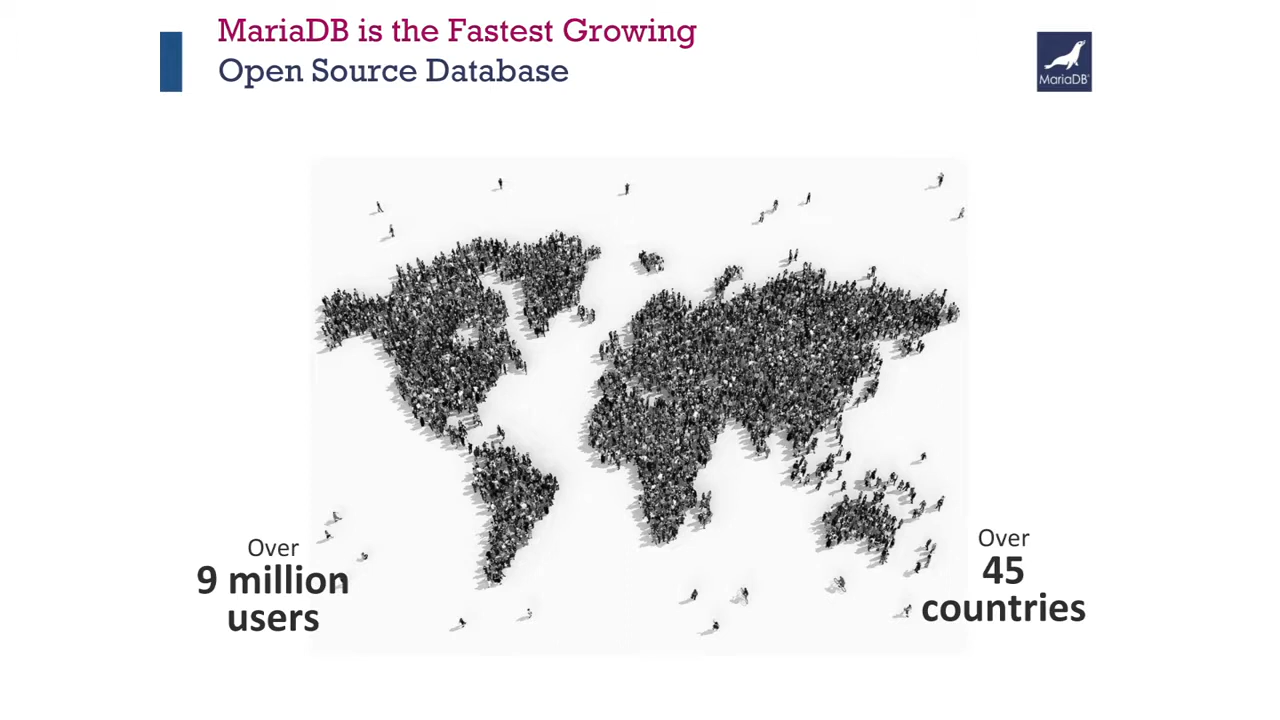 MariaDB is the Fastest Growing
Open Source Database
MariaDB
Over
9 million
users
Over
45
countries